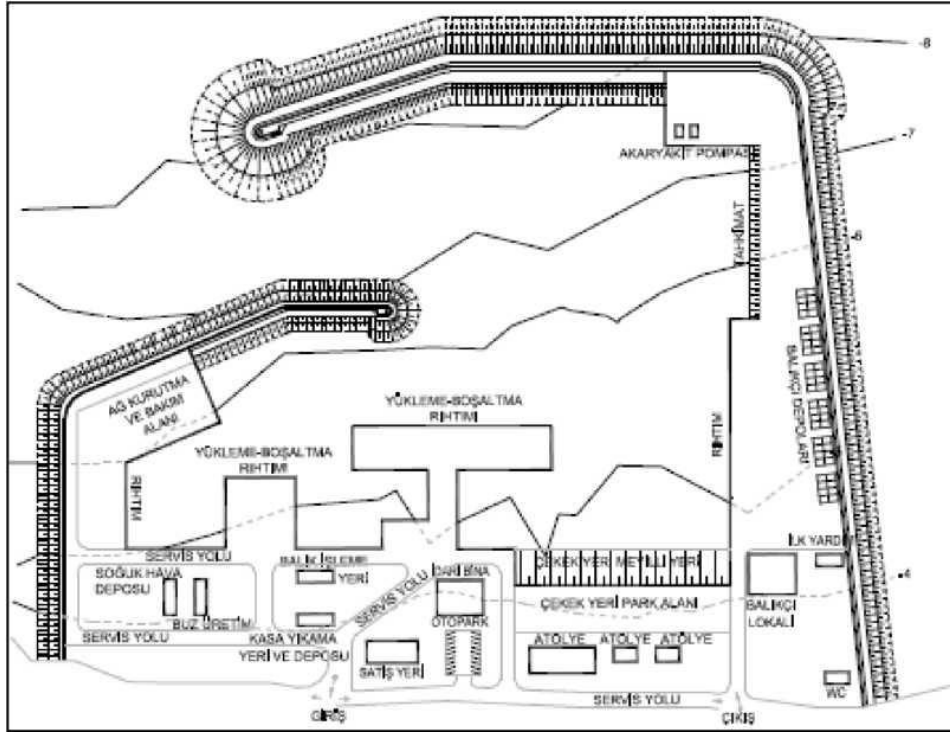 -8
-7
AKARYAKIT POMPASI
TAHKİMAT
-6
BALIKÇI DEPOLARI
AĞ KURUTMA
VE BAKIM
ALANI
YÜKLEME-BOŞALTMA
RIHTIMI
RIHTIM
YÜKLEME-BOŞALTMA
RIHTIMI
RIHTIM
İLK YARDIM
SERVİS YOLU
BALIK İŞLEME
YERİ
SOĞUK HAVA
DEPOSU
BUZ ÜRETİM
SERVİS YOLU
İDARİ BİNA
ÇEKEK YERİ MEYİLLİ YERİ
-4
ÇEKEK YERİ PARK ALANI
BALIKÇI
LOKALİ
OTOPARK
SERVİS YOLU
KASA YIKAMA
YERİ VE DEPOSU
SATIŞ YERİ
ATÖLYE
ATÖLYE
ATÖLYE
SERVİS YOLU
WC
GİRİŞ
ÇIKIŞ